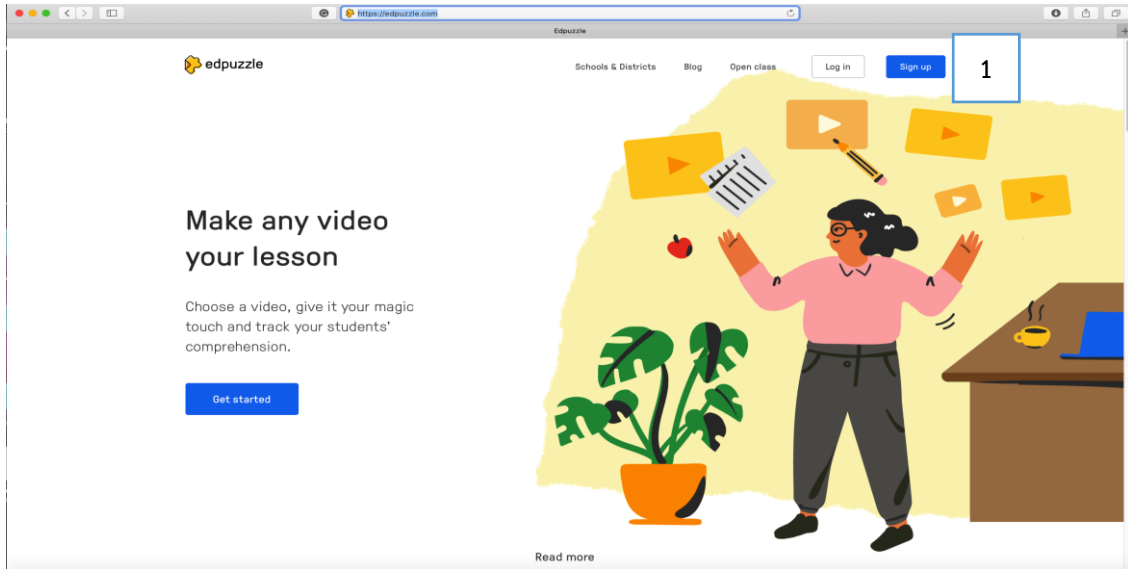 https://edpuzzle.com
Edpuzzle
edpuzzle
Schools & Districts Blog Open class Log in Sign up
1
Make any video
your lesson
Choose a video, give it your magic
touch and track your students'
comprehension.
Get started
Read more